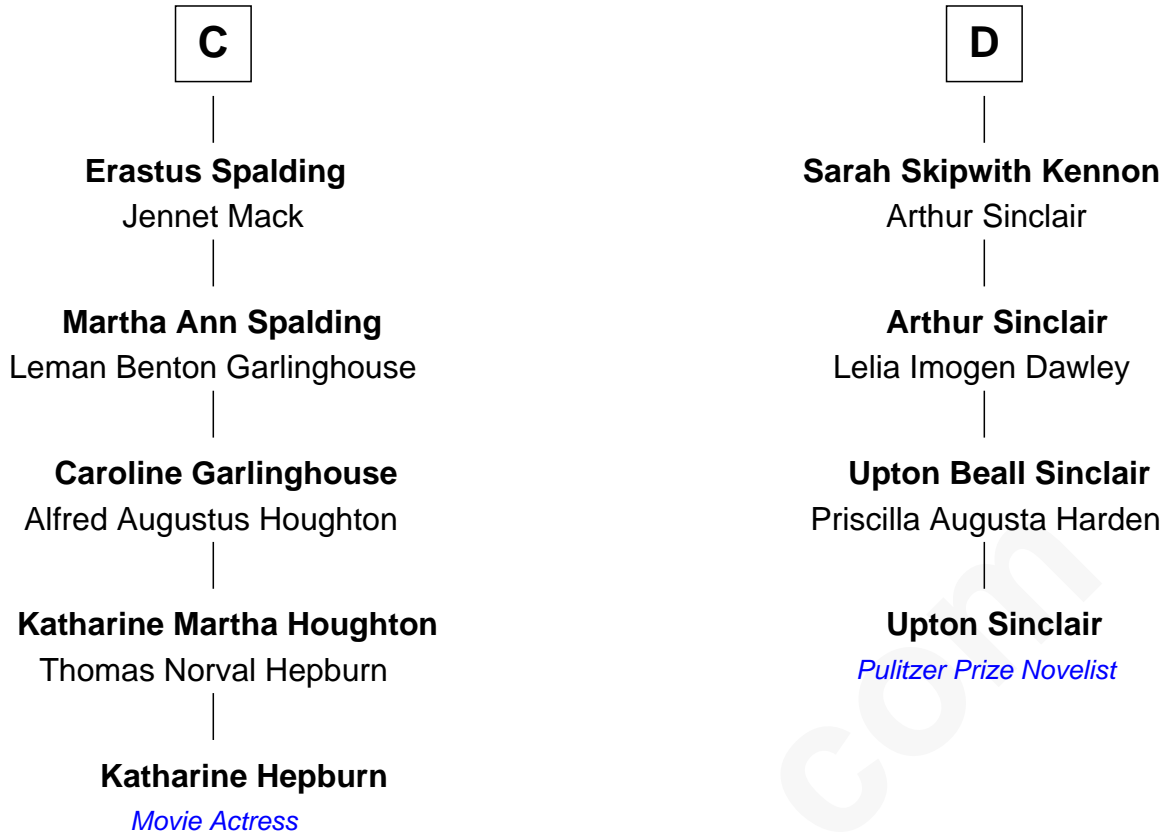 C
Erastus Spalding
Jennet Mack
Martha Ann Spalding
Leman Benton Garlinghouse
Caroline Garlinghouse
Alfred Augustus Houghton
Katharine Martha Houghton
Thomas Norval Hepburn
Katharine Hepburn
Movie Actress
D
Sarah Skipwith Kennon
Arthur Sinclair
Arthur Sinclair
Lelia Imogen Dawley
Upton Beall Sinclair
Priscilla Augusta Harden
Upton Sinclair
Pulitzer Prize Novelist
com